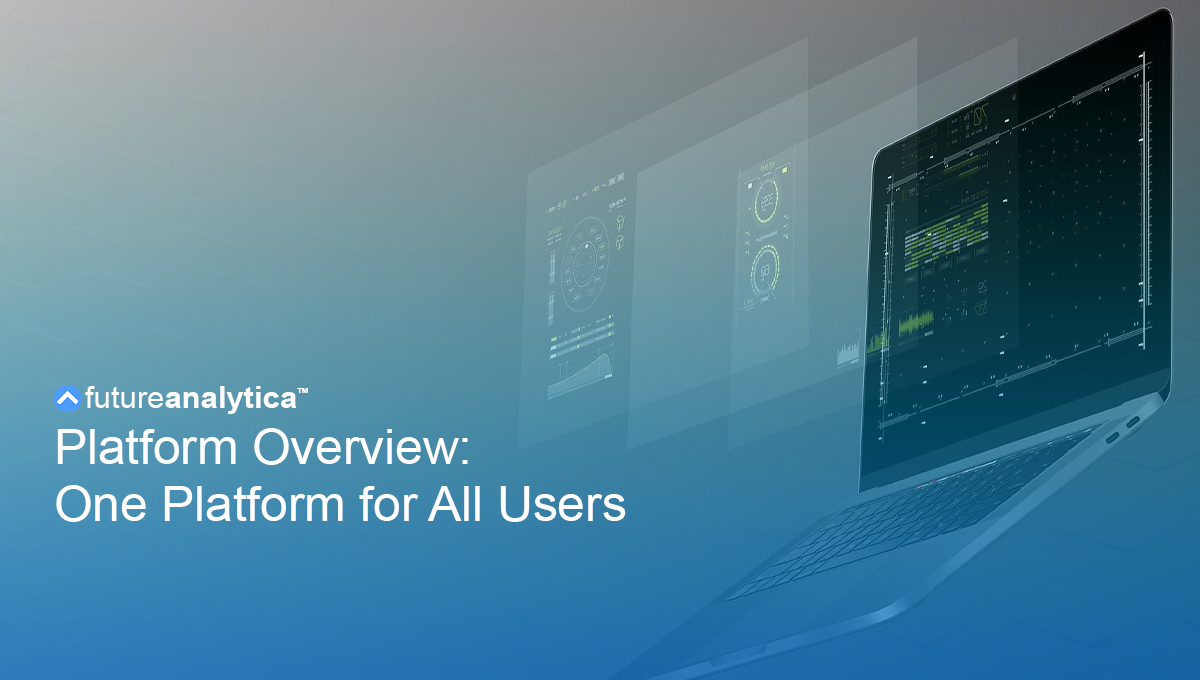 futureanalytica™
Platform Overview:
One Platform for All Users